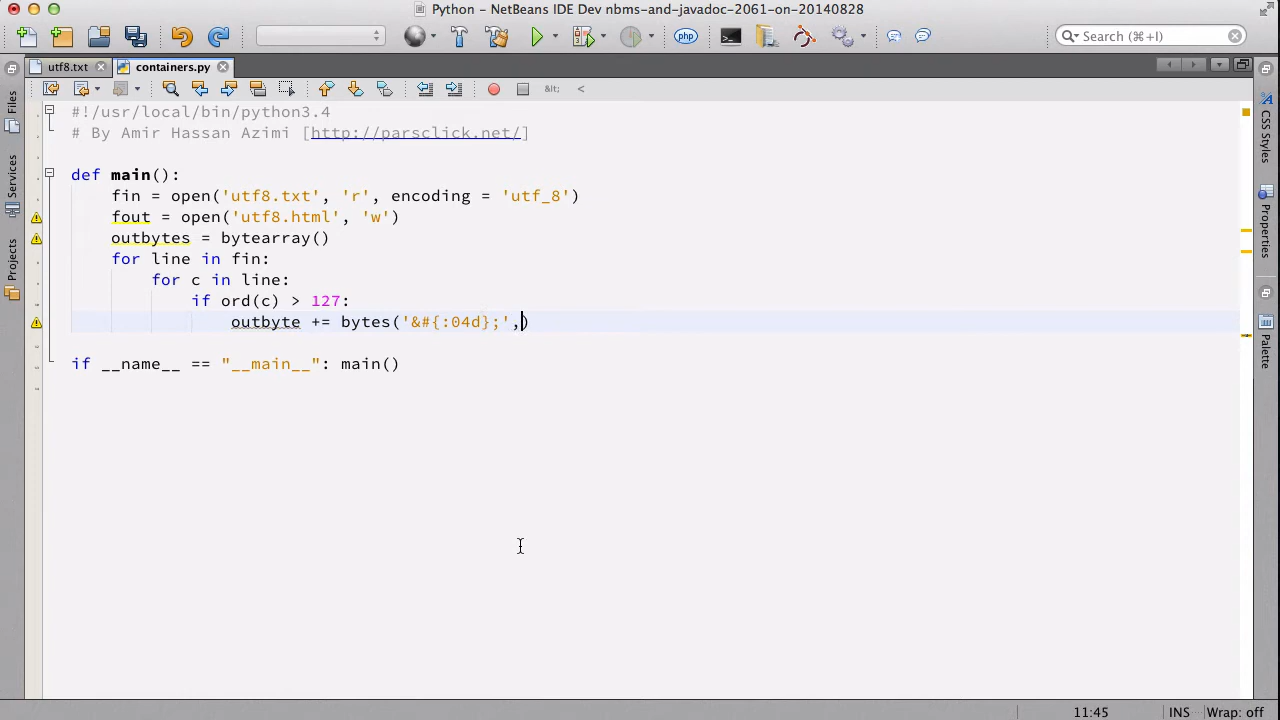 Python - NetBeans IDE Dev nbms-and-javadoc-2061-on-20140828
php
Search (⌘+I)
utf8.txt
containers.py
&lt; <
#!/usr/local/bin/python3.4
# By Amir Hassan Azimi [http://parsclick.net/]
def main():
fin = open('utf8.txt', 'r', encoding = 'utf_8')
fout = open('utf8.html', 'w')
outbytes = bytearray()
for line in fin:
for c in line:
if ord(c) > 127:
outbyte += bytes('&#{:04d};',)
if __name__ == "__main__": main()
Files
Services
Projects
CSS Styles
Properties
Palette
11:45
INS
Wrap: off